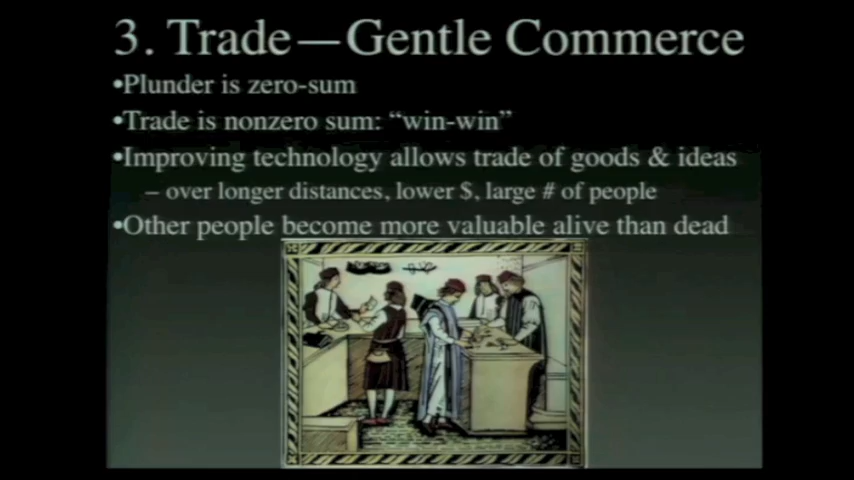 3. Trade—Gentle Commerce
•Plunder is zero-sum
•Trade is nonzero sum: “win-win”
•Improving technology allows trade of goods & ideas
– over longer distances, lower $, large # of people
•Other people become more valuable alive than dead